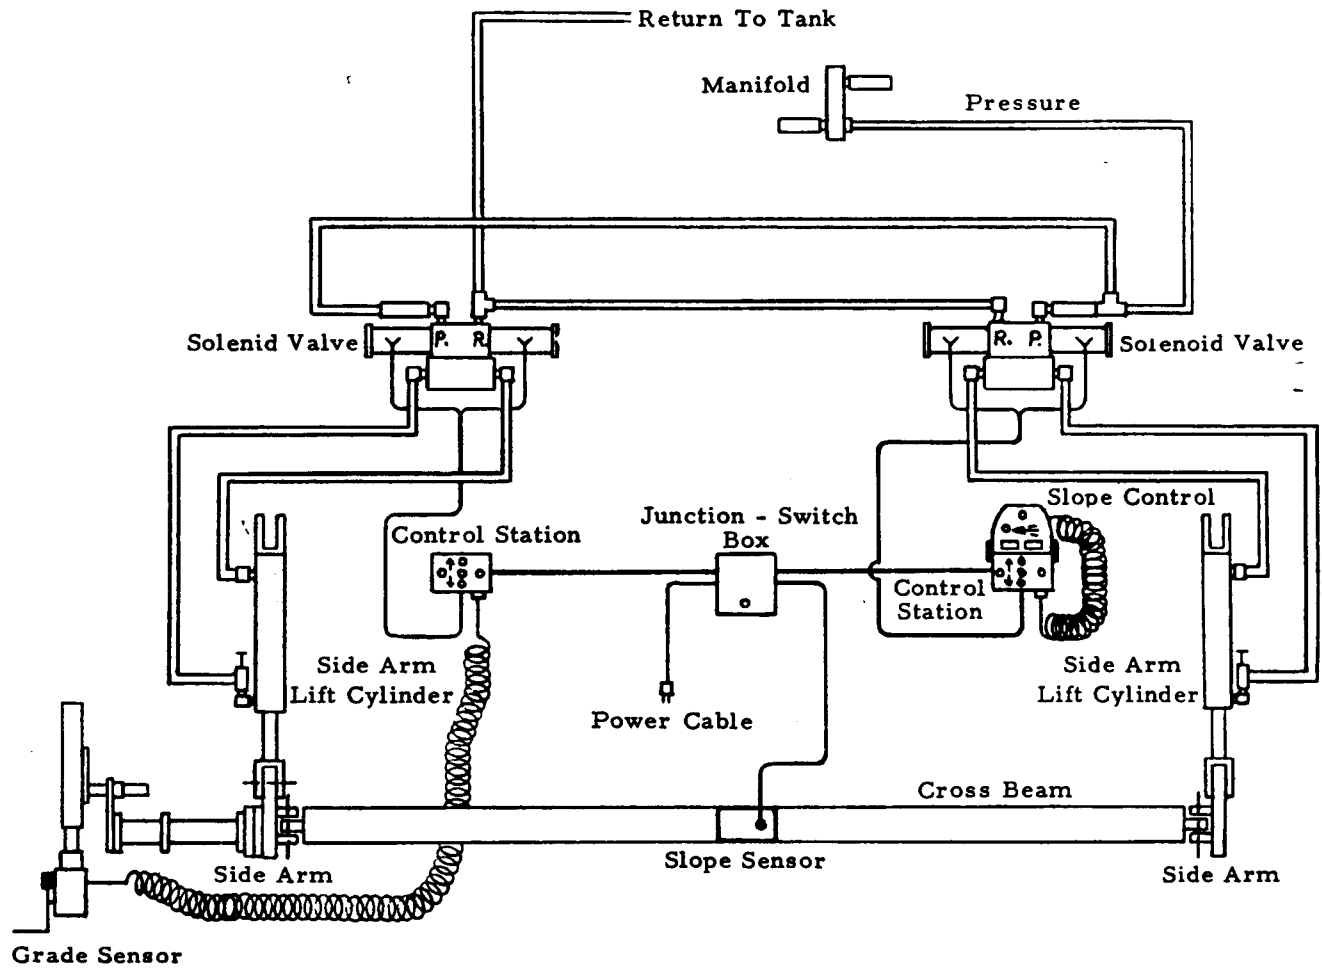 Return To Tank
Manifold
Pressure
Solenid Valve
P. R.
R. P.
Solenoid Valve
Slope Control
Junction - Switch
Box
Control Station
Control
Station
Side Arm
Lift Cylinder
Side Arm
Lift Cylinder
Power Cable
Cross Beam
Slope Sensor
Side Arm
Side Arm
Grade Sensor